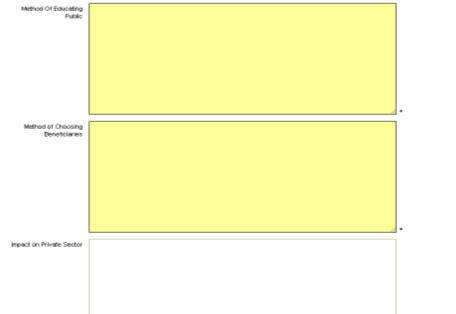 Method Of Educating
Public
*
Method of Choosing
Beneficiaries
*
Impact on Private Sector